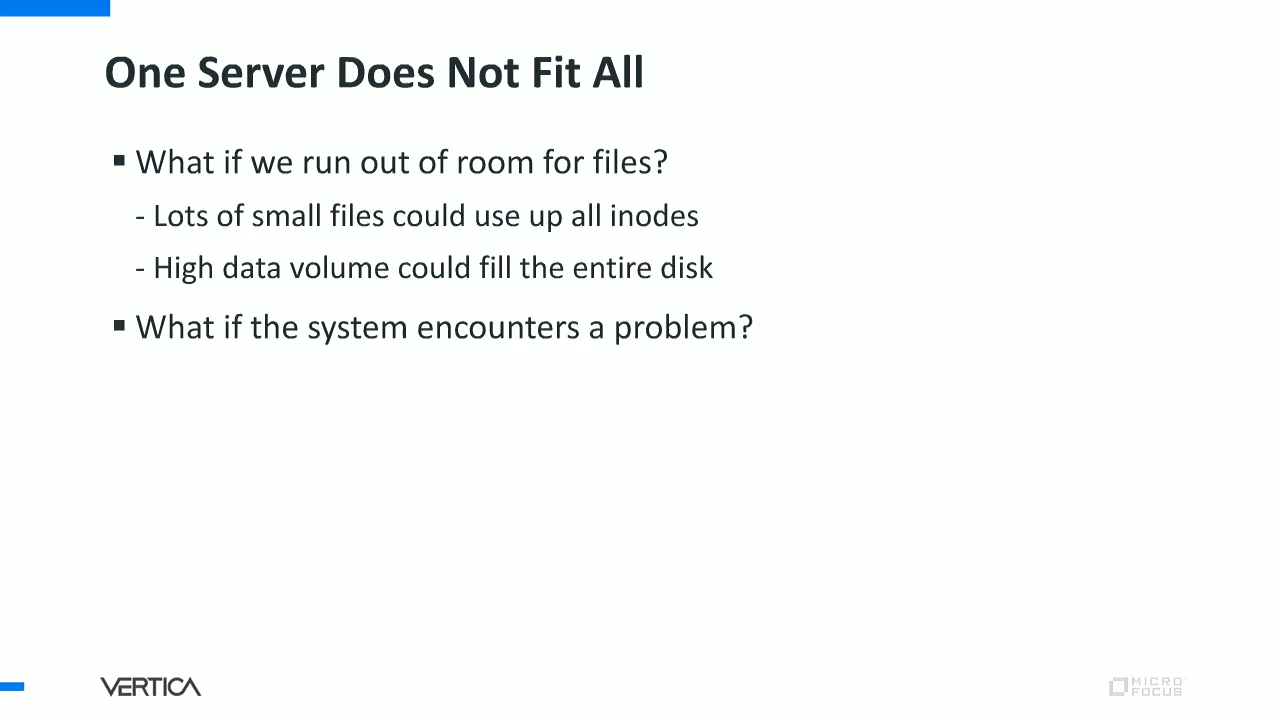 One Server Does Not Fit All
▪ What if we run out of room for files?
- Lots of small files could use up all inodes
- High data volume could fill the entire disk
▪ What if the system encounters a problem?
VERTICA
MICRO
FOCUS